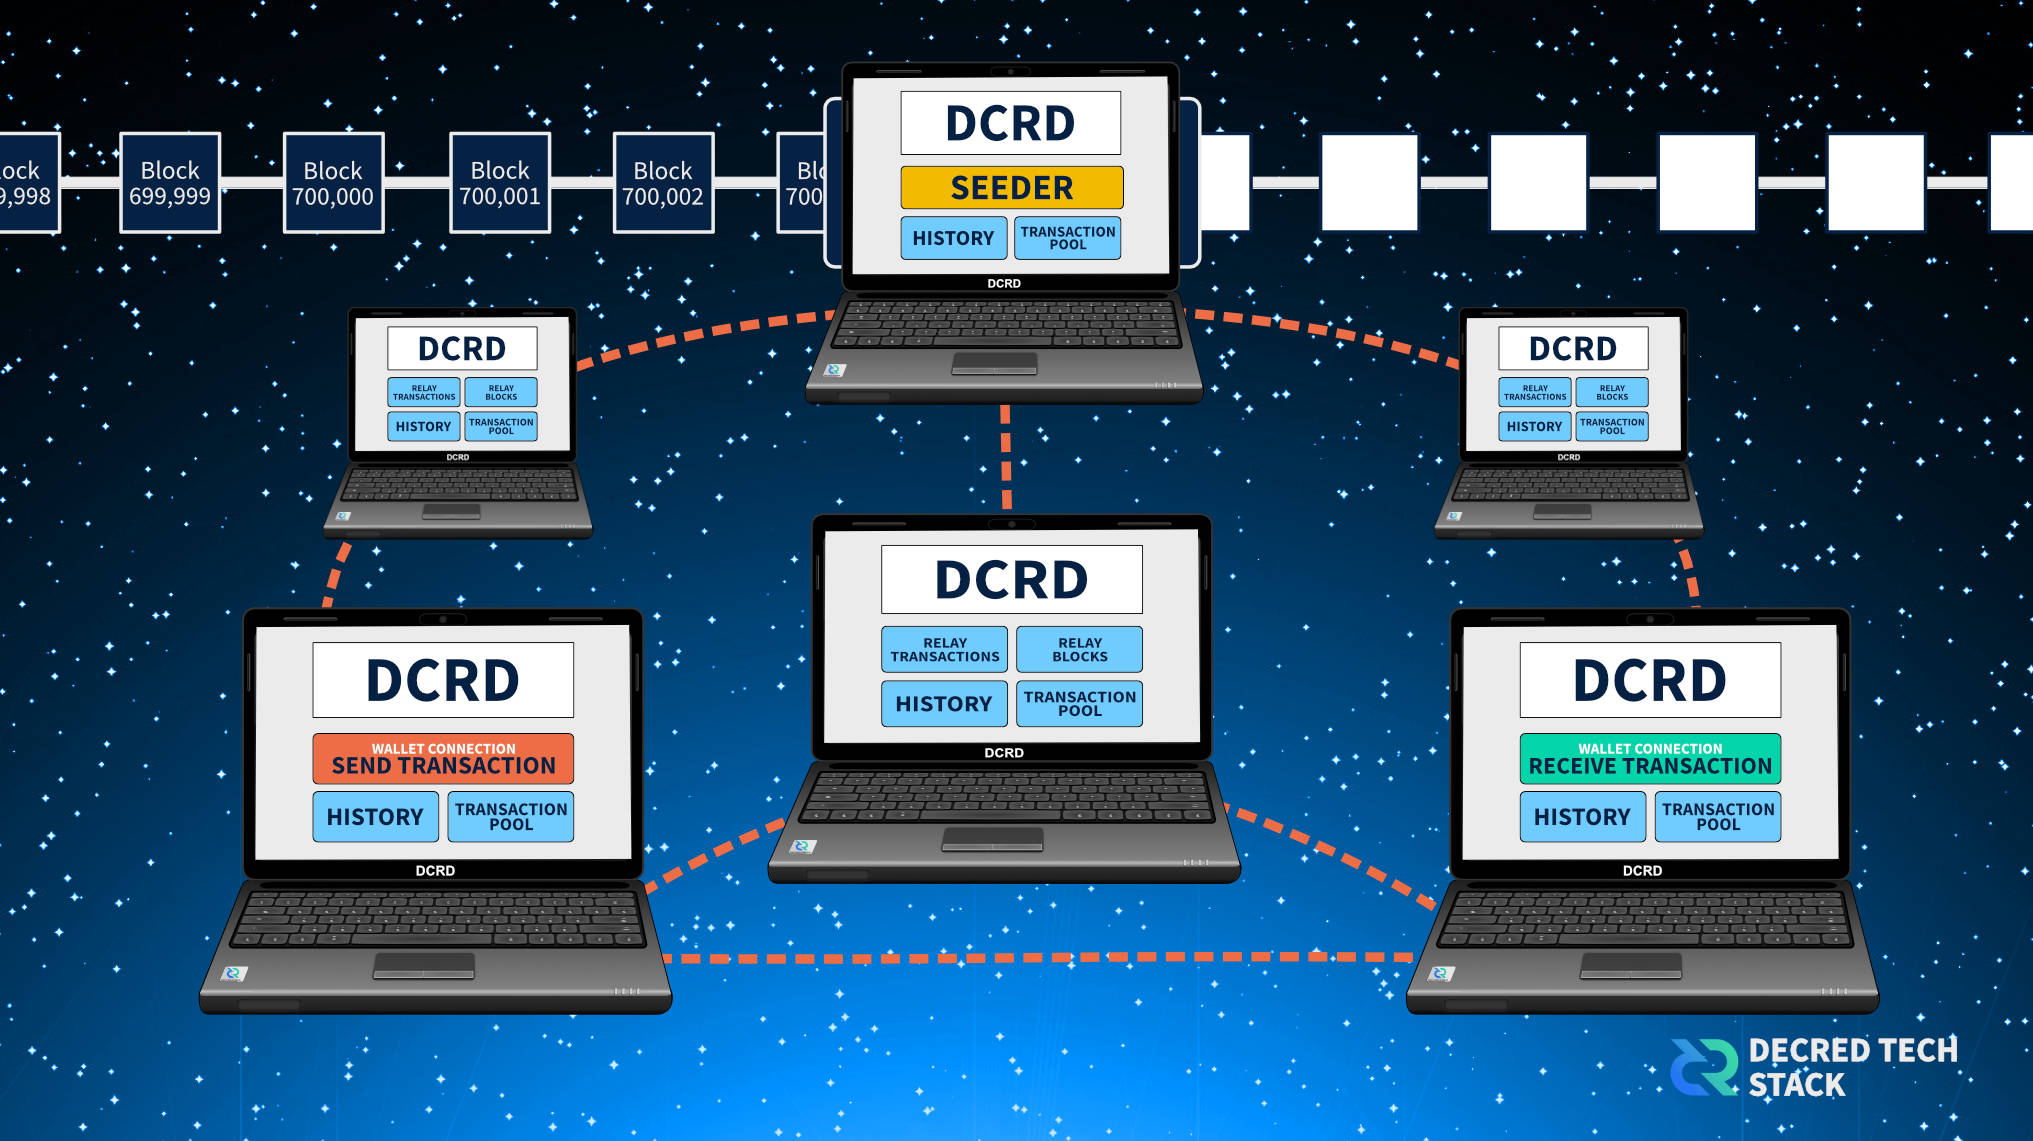 DCRD
SEEDER
HISTORY
TRANSACTION
POOL
DCRD
9,998
Block
699,999
Block
700,000
Block
700,001
Block
700,002
700
DCRD
RELAY
TRANSACTIONS
RELAY
BLOCKS
HISTORY
TRANSACTION
POOL
DCRD
DCRD
RELAY
TRANSACTIONS
RELAY
BLOCKS
HISTORY
TRANSACTION
POOL
DCRD
DCRD
RELAY
TRANSACTIONS
RELAY
BLOCKS
HISTORY
TRANSACTION
POOL
DCRD
DCRD
WALLET CONNECTION
SEND TRANSACTION
HISTORY
TRANSACTION
POOL
DCRD
DCRD
WALLET CONNECTION
RECEIVE TRANSACTION
HISTORY
TRANSACTION
POOL
DCRD
DECRED TECH
STACK